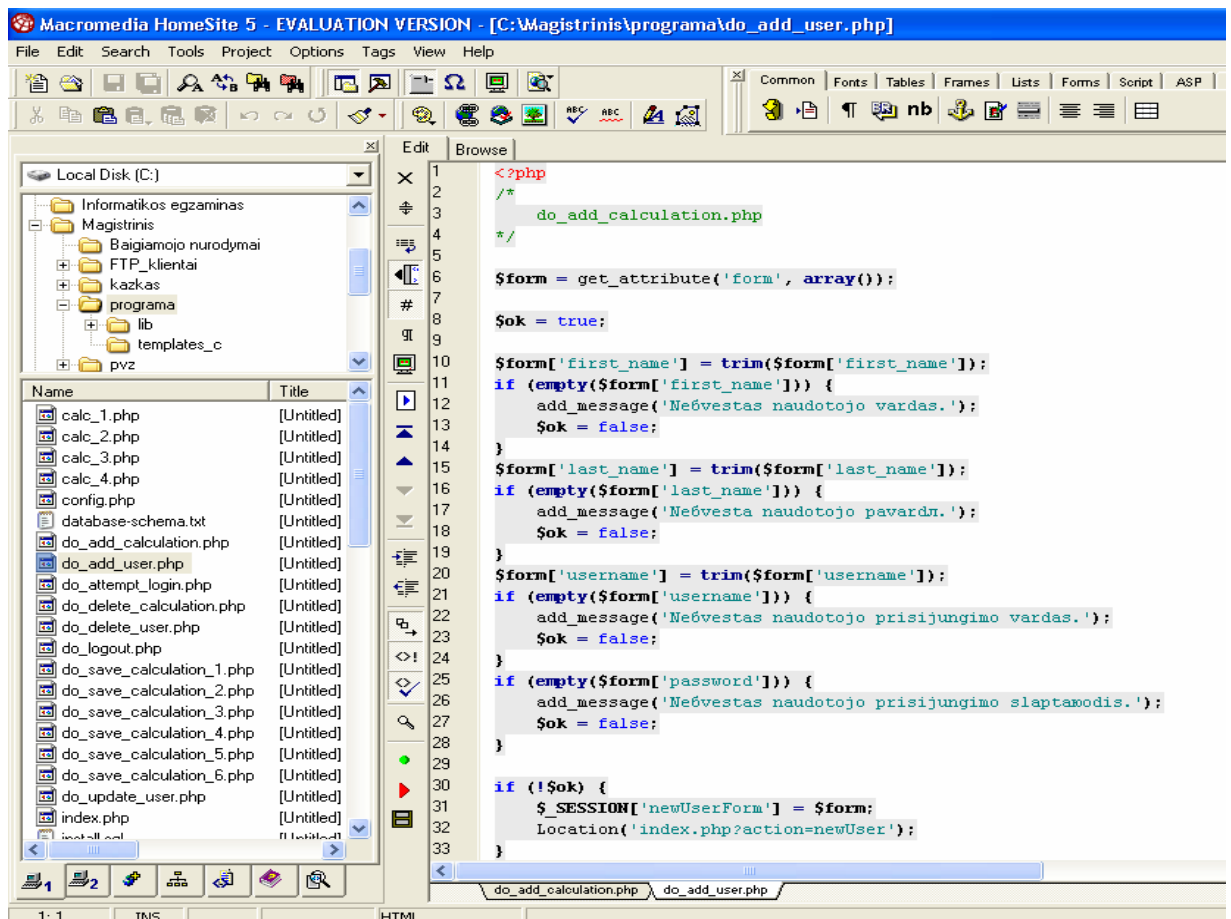 Macromedia HomeSite 5 - EVALUATION VERSION - [C:\Magistrinis\programa\do_add_user.php]
File Edit Search Tools Project Options Tags View Help
Common Fonts Tables Frames Lists Forms Script ASP
nb
ABC ABC
Local Disk (C:)
Informatikos egzaminas
Magistrinis
Baigiamojo nurodymai
FTP_klientai
kazkas
programa
lib
templates_c
pvz
Name Title
calc_1.php [Untitled]
calc_2.php [Untitled]
calc_3.php [Untitled]
calc_4.php [Untitled]
config.php [Untitled]
database-schema.txt [Untitled]
do_add_calculation.php [Untitled]
do_add_user.php [Untitled]
do_attempt_login.php [Untitled]
do_delete_calculation.php [Untitled]
do_delete_user.php [Untitled]
do_logout.php [Untitled]
do_save_calculation_1.php [Untitled]
do_save_calculation_2.php [Untitled]
do_save_calculation_3.php [Untitled]
do_save_calculation_4.php [Untitled]
do_save_calculation_5.php [Untitled]
do_save_calculation_6.php [Untitled]
do_update_user.php [Untitled]
index.php [Untitled]
1 2
Edit Browse
1 <?php
2 /*
3 do_add_calculation.php
4 */
5
6 $form = get_attribute('form', array());
7
8 $ok = true;
9
10 $form['first_name'] = trim($form['first_name']);
11 if (empty($form['first_name'])) {
12 add_message('Neбvestas naudotojo vardas.');
13 $ok = false;
14 }
15 $form['last_name'] = trim($form['last_name']);
16 if (empty($form['last_name'])) {
17 add_message('Neбvesta naudotojo pavardл.');
18 $ok = false;
19 }
20 $form['username'] = trim($form['username']);
21 if (empty($form['username'])) {
22 add_message('Neбvestas naudotojo prisijungimo vardas.');
23 $ok = false;
24 }
25 if (empty($form['password'])) {
26 add_message('Neбvestas naudotojo prisijungimo slaptaюodis.');
27 $ok = false;
28 }
29
30 if (!$ok) {
31 $_SESSION['newUserForm'] = $form;
32 Location('index.php?action=newUser');
33 }
do_add_calculation.php do_add_user.php
1: 1 INS HTML